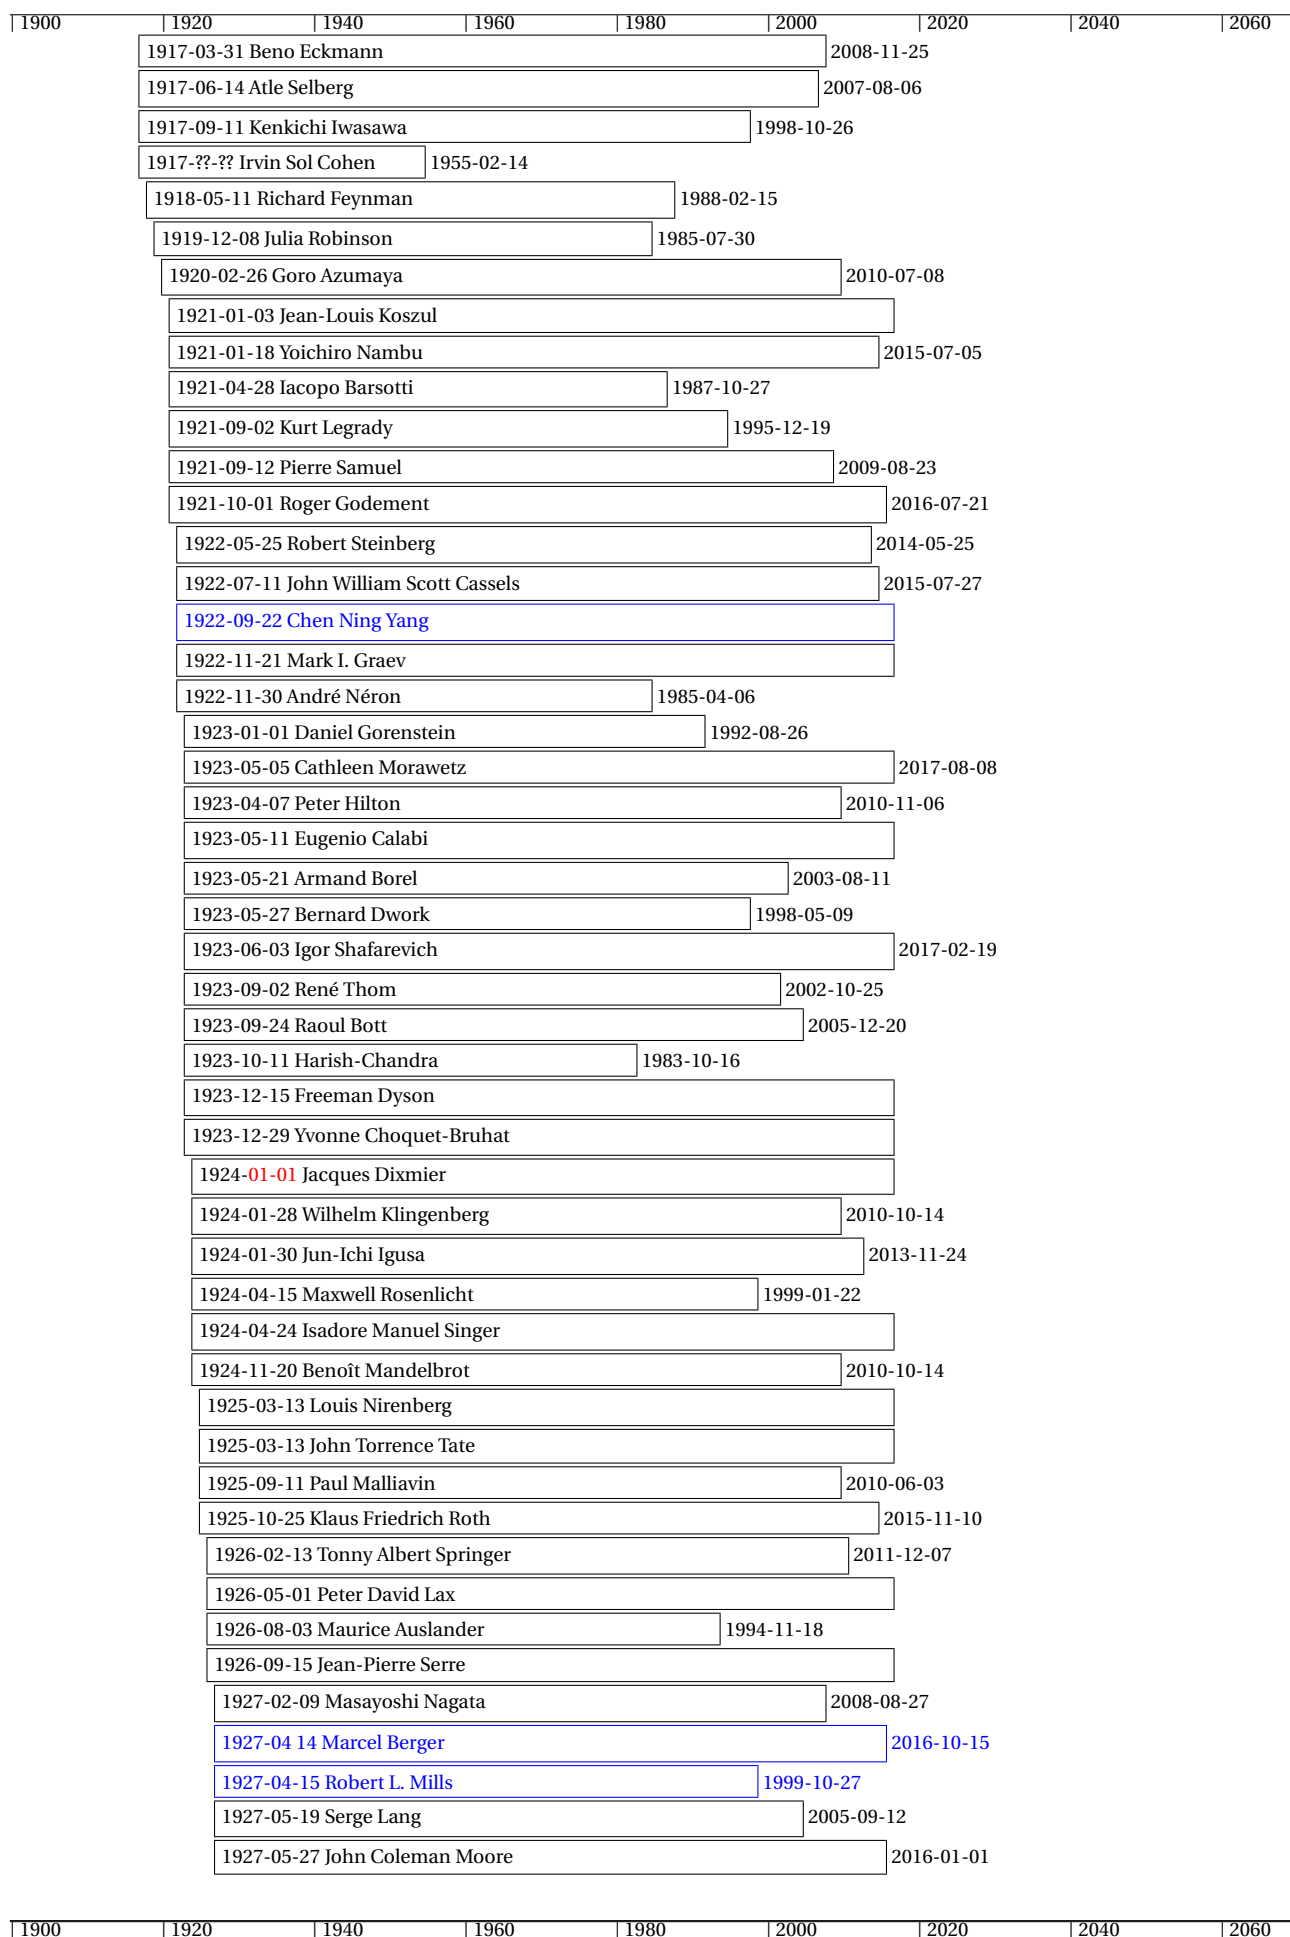 1900 1920 1940 1960 1980 2000 2020 2040 2060
1917-03-31 Beno Eckmann 2008-11-25
1917-06-14 Atle Selberg 2007-08-06
1917-09-11 Kenkichi Iwasawa 1998-10-26
1917-??-?? Irvin Sol Cohen 1955-02-14
1918-05-11 Richard Feynman 1988-02-15
1919-12-08 Julia Robinson 1985-07-30
1920-02-26 Goro Azumaya 2010-07-08
1921-01-03 Jean-Louis Koszul
1921-01-18 Yoichiro Nambu 2015-07-05
1921-04-28 Iacopo Barsotti 1987-10-27
1921-09-02 Kurt Legrady 1995-12-19
1921-09-12 Pierre Samuel 2009-08-23
1921-10-01 Roger Godement 2016-07-21
1922-05-25 Robert Steinberg 2014-05-25
1922-07-11 John William Scott Cassels 2015-07-27
1922-09-22 Chen Ning Yang
1922-11-21 Mark I. Graev
1922-11-30 André Néron 1985-04-06
1923-01-01 Daniel Gorenstein 1992-08-26
1923-05-05 Cathleen Morawetz 2017-08-08
1923-04-07 Peter Hilton 2010-11-06
1923-05-11 Eugenio Calabi
1923-05-21 Armand Borel 2003-08-11
1923-05-27 Bernard Dwork 1998-05-09
1923-06-03 Igor Shafarevich 2017-02-19
1923-09-02 René Thom 2002-10-25
1923-09-24 Raoul Bott 2005-12-20
1923-10-11 Harish-Chandra 1983-10-16
1923-12-15 Freeman Dyson
1923-12-29 Yvonne Choquet-Bruhat
1924-01-01 Jacques Dixmier
1924-01-28 Wilhelm Klingenberg 2010-10-14
1924-01-30 Jun-Ichi Igusa 2013-11-24
1924-04-15 Maxwell Rosenlicht 1999-01-22
1924-04-24 Isadore Manuel Singer
1924-11-20 Benoît Mandelbrot 2010-10-14
1925-03-13 Louis Nirenberg
1925-03-13 John Torrence Tate
1925-09-11 Paul Malliavin 2010-06-03
1925-10-25 Klaus Friedrich Roth 2015-11-10
1926-02-13 Tonny Albert Springer 2011-12-07
1926-05-01 Peter David Lax
1926-08-03 Maurice Auslander 1994-11-18
1926-09-15 Jean-Pierre Serre
1927-02-09 Masayoshi Nagata 2008-08-27
1927-04 14 Marcel Berger 2016-10-15
1927-04-15 Robert L. Mills 1999-10-27
1927-05-19 Serge Lang 2005-09-12
1927-05-27 John Coleman Moore 2016-01-01
1900 1920 1940 1960 1980 2000 2020 2040 2060